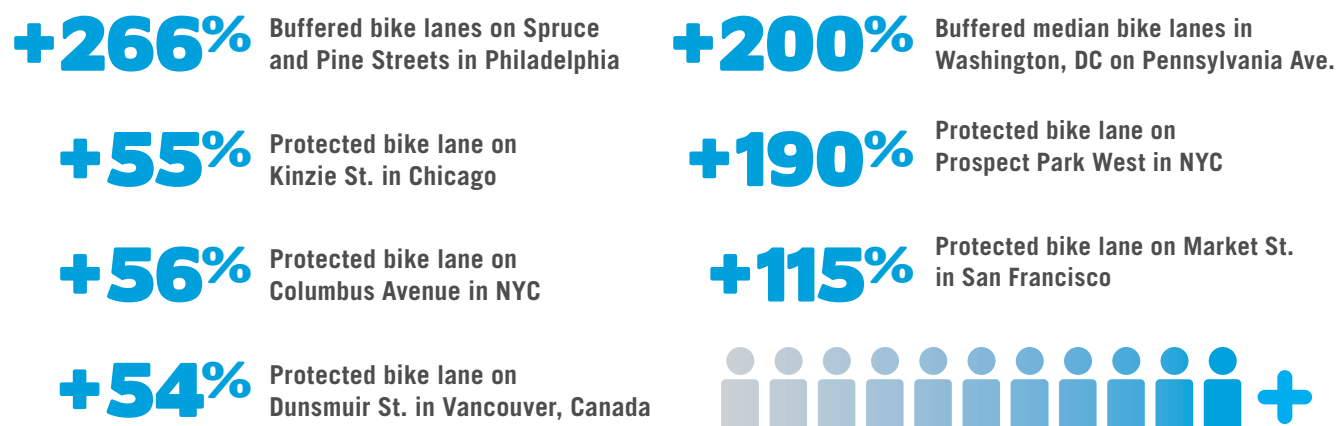 +266% Buffered bike lanes on Spruce
and Pine Streets in Philadelphia
+55% Protected bike lane on
Kinzie St. in Chicago
+56% Protected bike lane on
Columbus Avenue in NYC
+54% Protected bike lane on
Dunsmuir St. in Vancouver, Canada
+200% Buffered median bike lanes in
Washington, DC on Pennsylvania Ave.
+190% Protected bike lane on
Prospect Park West in NYC
+115% Protected bike lane on Market St.
in San Francisco
+